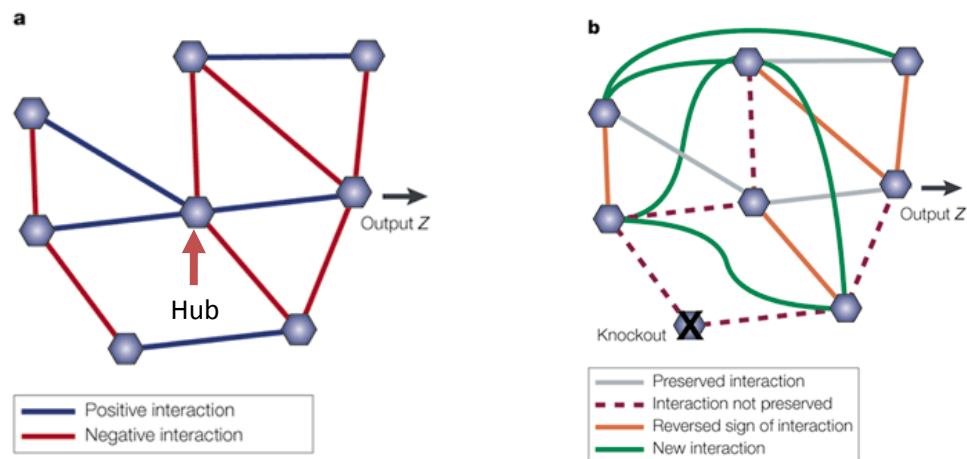 a
Output Z
Hub
Positive interaction
Negative interaction
b
Output Z
Knockout
X
Preserved interaction
Interaction not preserved
Reversed sign of interaction
New interaction